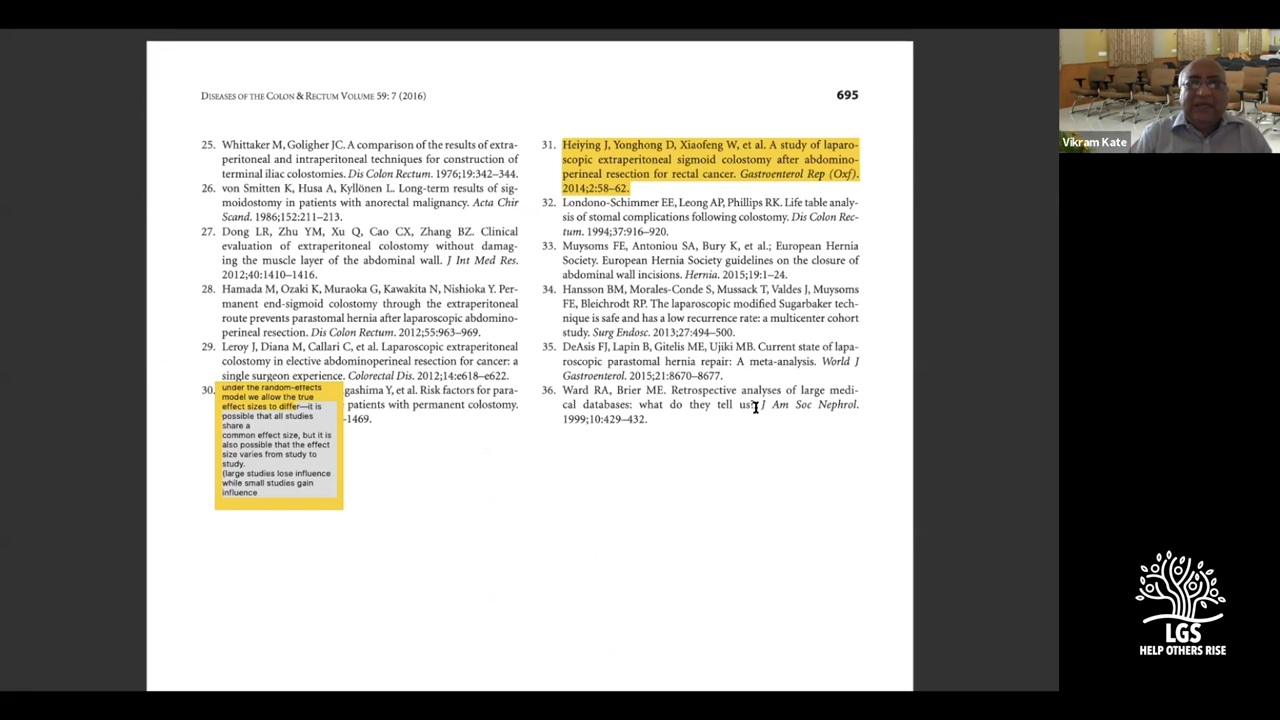 DISEASES OF THE COLON & RECTUM VOLUME 59: 7 (2016)
695
25. Whittaker M, Goligher JC. A comparison of the results of extra-
peritoneal and intraperitoneal techniques for construction of
terminal iliac colostomies. Dis Colon Rectum. 1976;19:342–344.
26. von Smitten K, Husa A, Kyllönen L. Long-term results of sig-
moidostomy in patients with anorectal malignancy. Acta Chir
Scand. 1986;152:211–213.
27. Dong LR, Zhu YM, Xu Q, Cao CX, Zhang BZ. Clinical
evaluation of extraperitoneal colostomy without damag-
ing the muscle layer of the abdominal wall. J Int Med Res.
2012;40:1410–1416.
28. Hamada M, Ozaki K, Muraoka G, Kawakita N, Nishioka Y. Per-
manent end-sigmoid colostomy through the extraperitoneal
route prevents parastomal hernia after laparoscopic abdomino-
perineal resection. Dis Colon Rectum. 2012;55:963–969.
29. Leroy J, Diana M, Callari C, et al. Laparoscopic extraperitoneal
colostomy in elective abdominoperineal resection for cancer: a
single surgeon experience. Colorectal Dis. 2012;14:e618–e622.
30. gashima Y, et al. Risk factors for para-
patients with permanent colostomy.
-1469.
under the random-effects
model we allow the true
effect sizes to differ—it is
possible that all studies
share a
common effect size, but it is
also possible that the effect
size varies from study to
study.
(large studies lose influence
while small studies gain
influence
31. Heiying J, Yonghong D, Xiaofeng W, et al. A study of laparo-
scopic extraperitoneal sigmoid colostomy after abdomino-
perineal resection for rectal cancer. Gastroenterol Rep (Oxf).
2014;2:58–62.
32. Londono-Schimmer EE, Leong AP, Phillips RK. Life table analy-
sis of stomal complications following colostomy. Dis Colon Rec-
tum. 1994;37:916–920.
33. Muysoms FE, Antoniou SA, Bury K, et al.; European Hernia
Society. European Hernia Society guidelines on the closure of
abdominal wall incisions. Hernia. 2015;19:1–24.
34. Hansson BM, Morales-Conde S, Mussack T, Valdes J, Muysoms
FE, Bleichrodt RP. The laparoscopic modified Sugarbaker tech-
nique is safe and has a low recurrence rate: a multicenter cohort
study. Surg Endosc. 2013;27:494–500.
35. DeAsis FJ, Lapin B, Gitelis ME, Ujiki MB. Current state of lapa-
roscopic parastomal hernia repair: A meta-analysis. World J
Gastroenterol. 2015;21:8670–8677.
36. Ward RA, Brier ME. Retrospective analyses of large medi-
cal databases: what do they tell us? J Am Soc Nephrol.
1999;10:429–432.
Vikram Kate
LGS
HELP OTHERS RISE